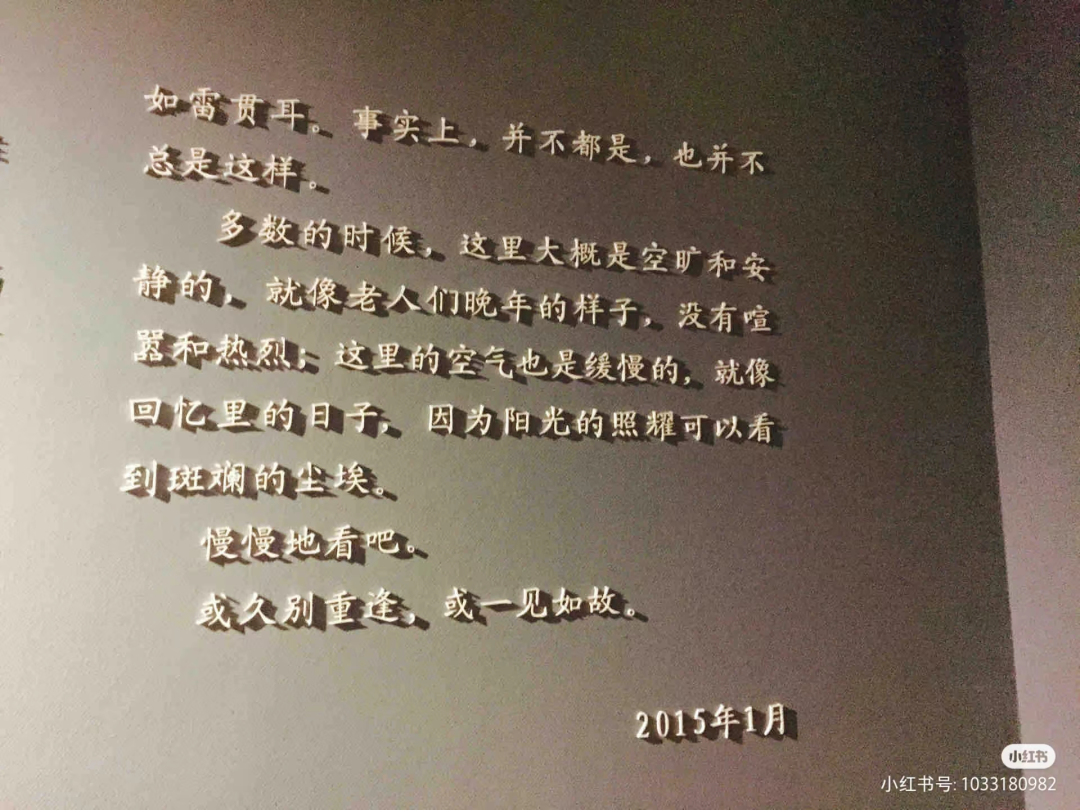 如雷贯耳。事实上，并不都是，也并不
总是这样。
多数的时候，这里大概是空旷和安
静的，就像老人们晚年的样子，没有喧
嚣和热烈；这里的空气也是缓慢的，就像
回忆里的日子，因为阳光的照耀可以看
到斑斓的尘埃。
慢慢地看吧。
或久别重逢，或一见如故。
2015年1月
小红书
小红书号: 1033180982